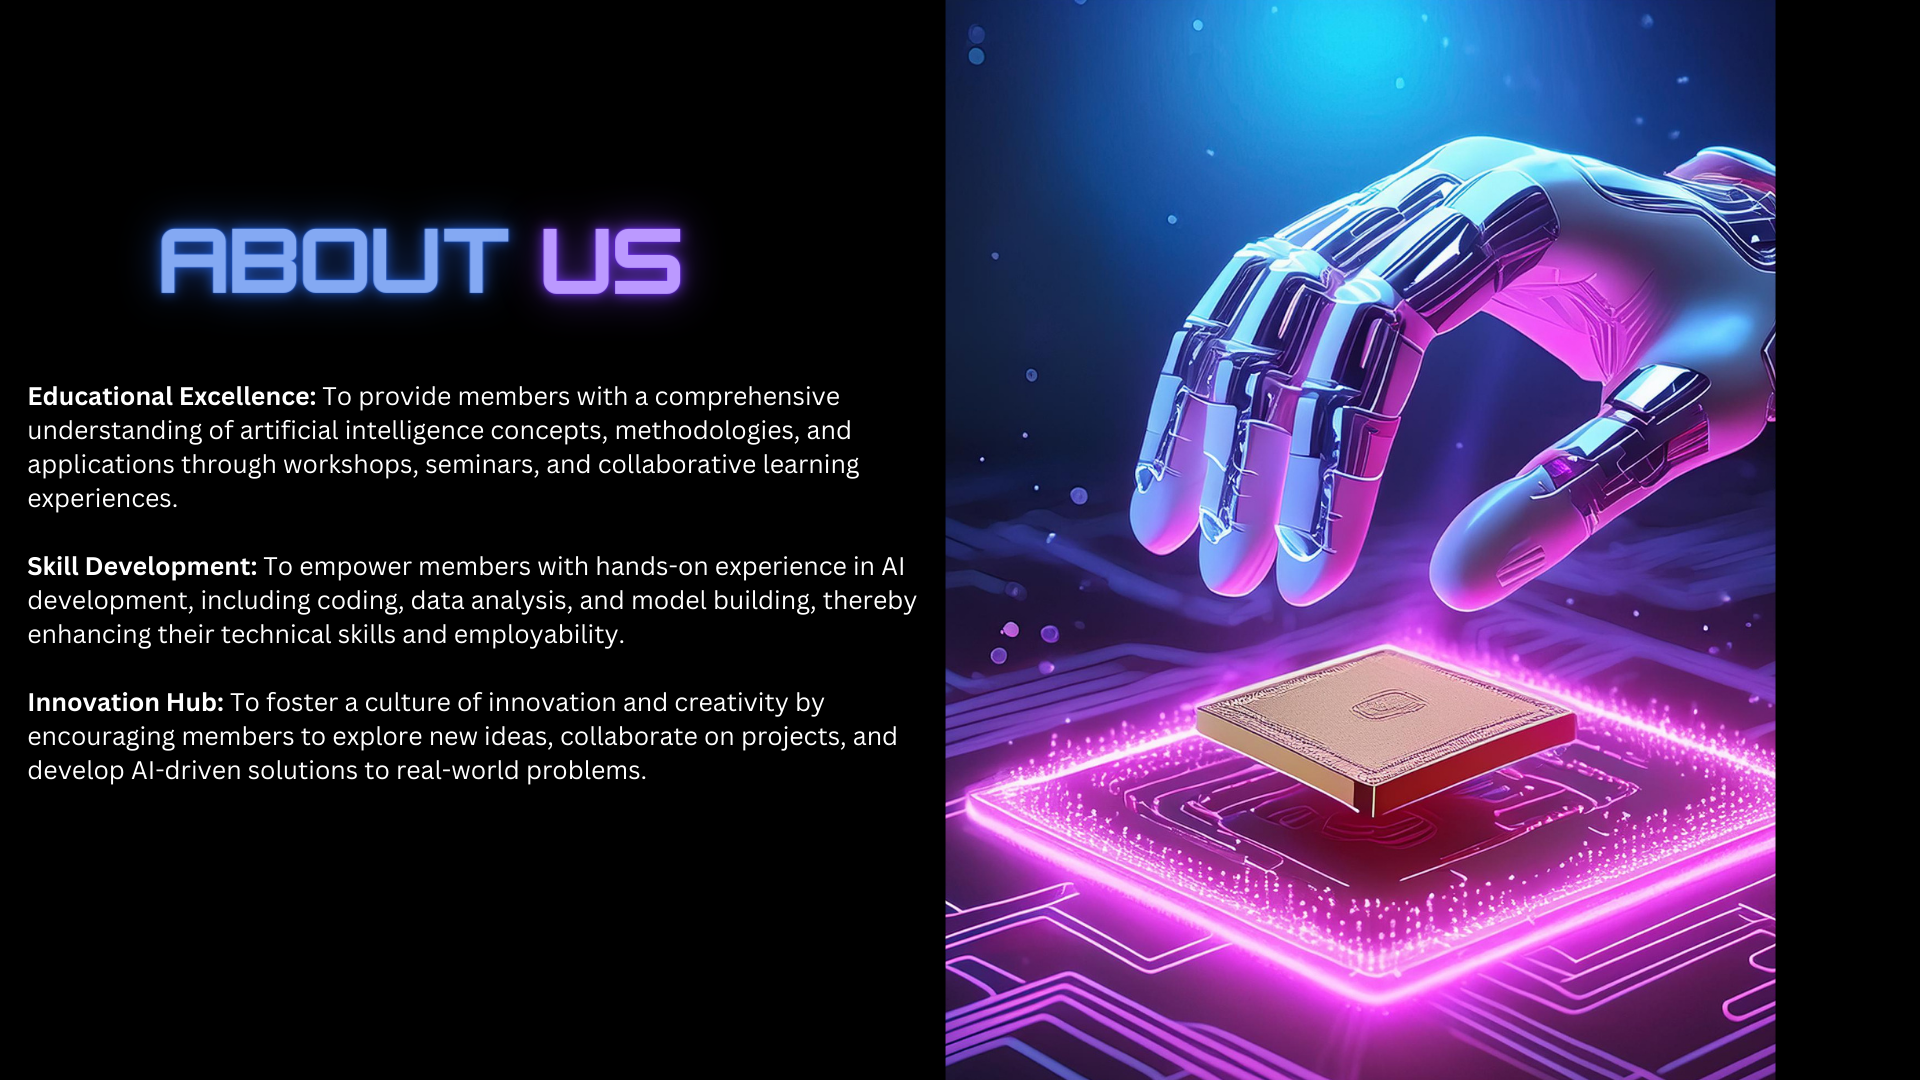 ABOUT US
Educational Excellence: To provide members with a comprehensive
understanding of artificial intelligence concepts, methodologies, and
applications through workshops, seminars, and collaborative learning
experiences.
Skill Development: To empower members with hands-on experience in AI
development, including coding, data analysis, and model building, thereby
enhancing their technical skills and employability.
Innovation Hub: To foster a culture of innovation and creativity by
encouraging members to explore new ideas, collaborate on projects, and
develop AI-driven solutions to real-world problems.